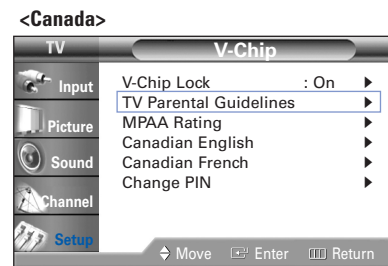 <Canada>
TV
V-Chip
Input
Picture
Sound
Channel
Setup
V-Chip Lock : On
TV Parental Guidelines
MPAA Rating
Canadian English
Canadian French
Change PIN
Move Enter Return